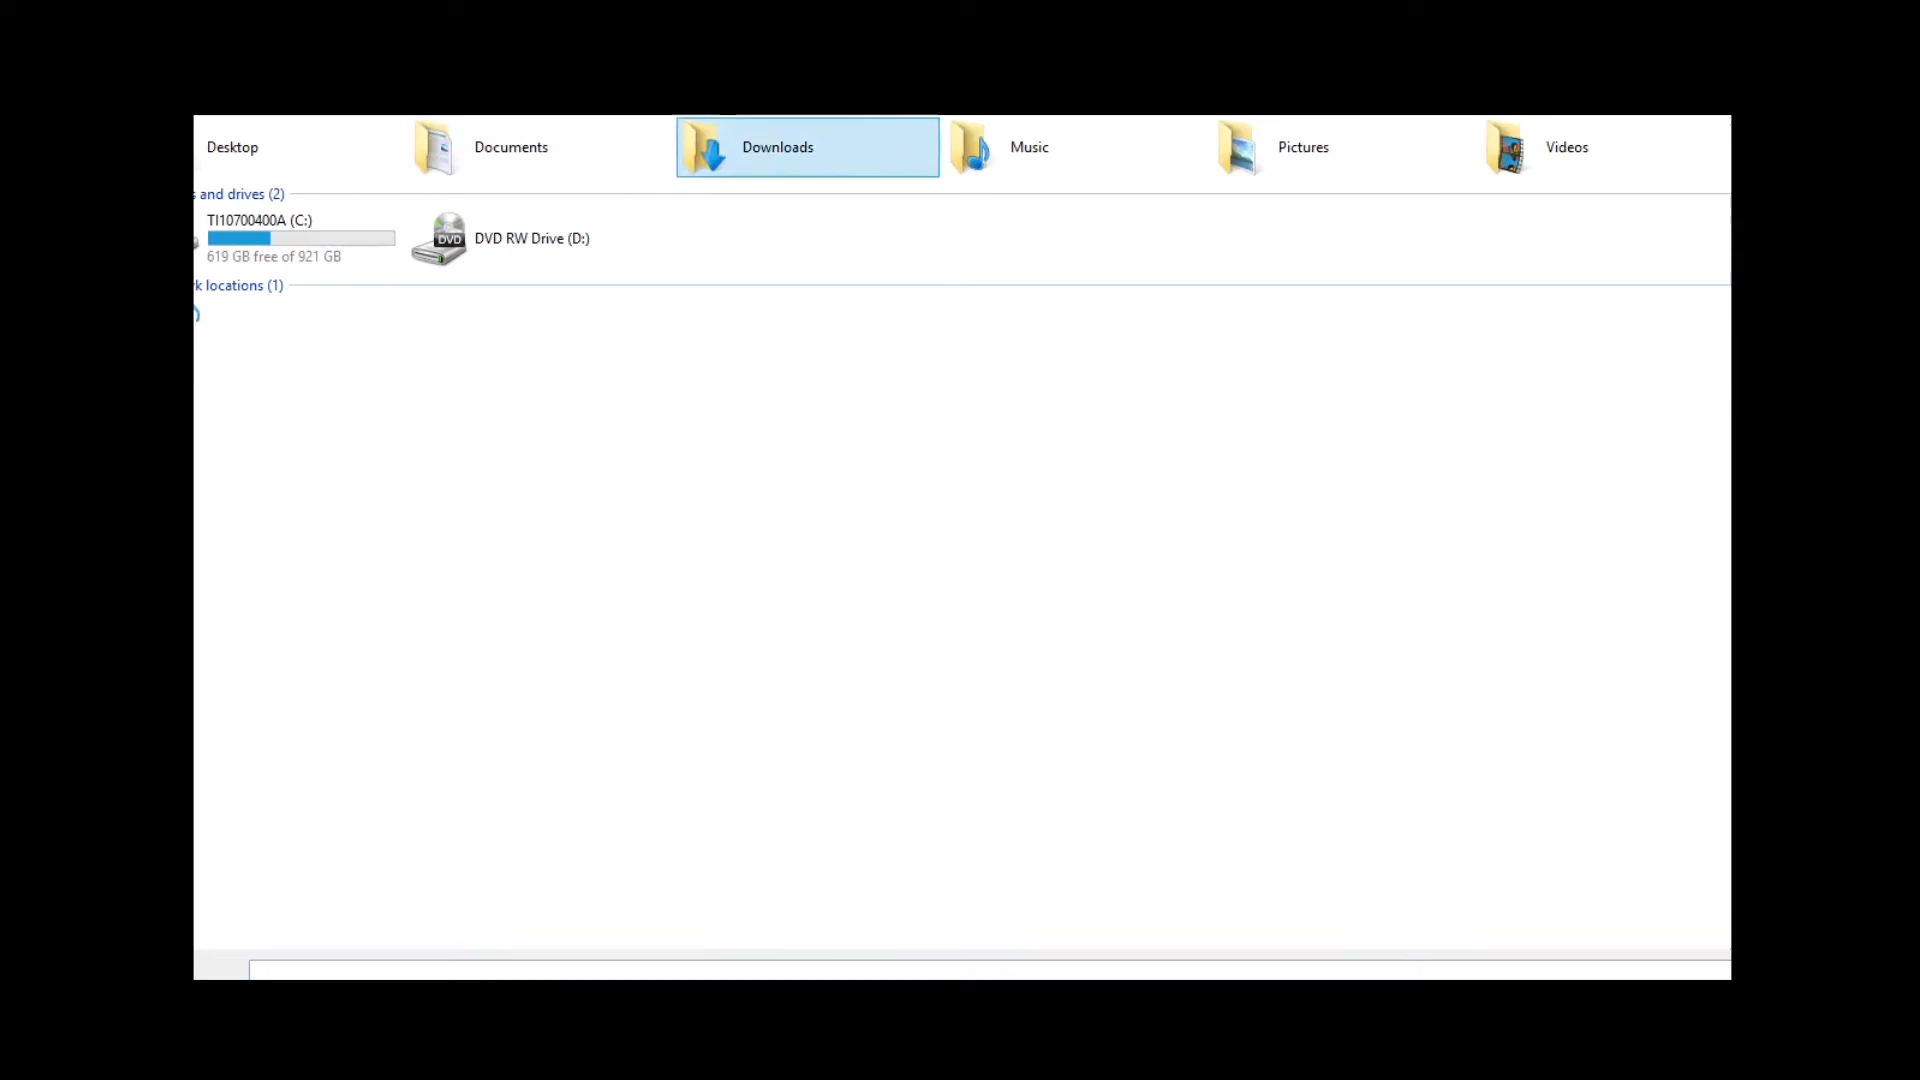 Desktop
Documents
Downloads
Music
Pictures
Videos
and drives (2)
TI10700400A (C:)
619 GB free of 921 GB
DVD
DVD RW Drive (D:)
k locations (1)